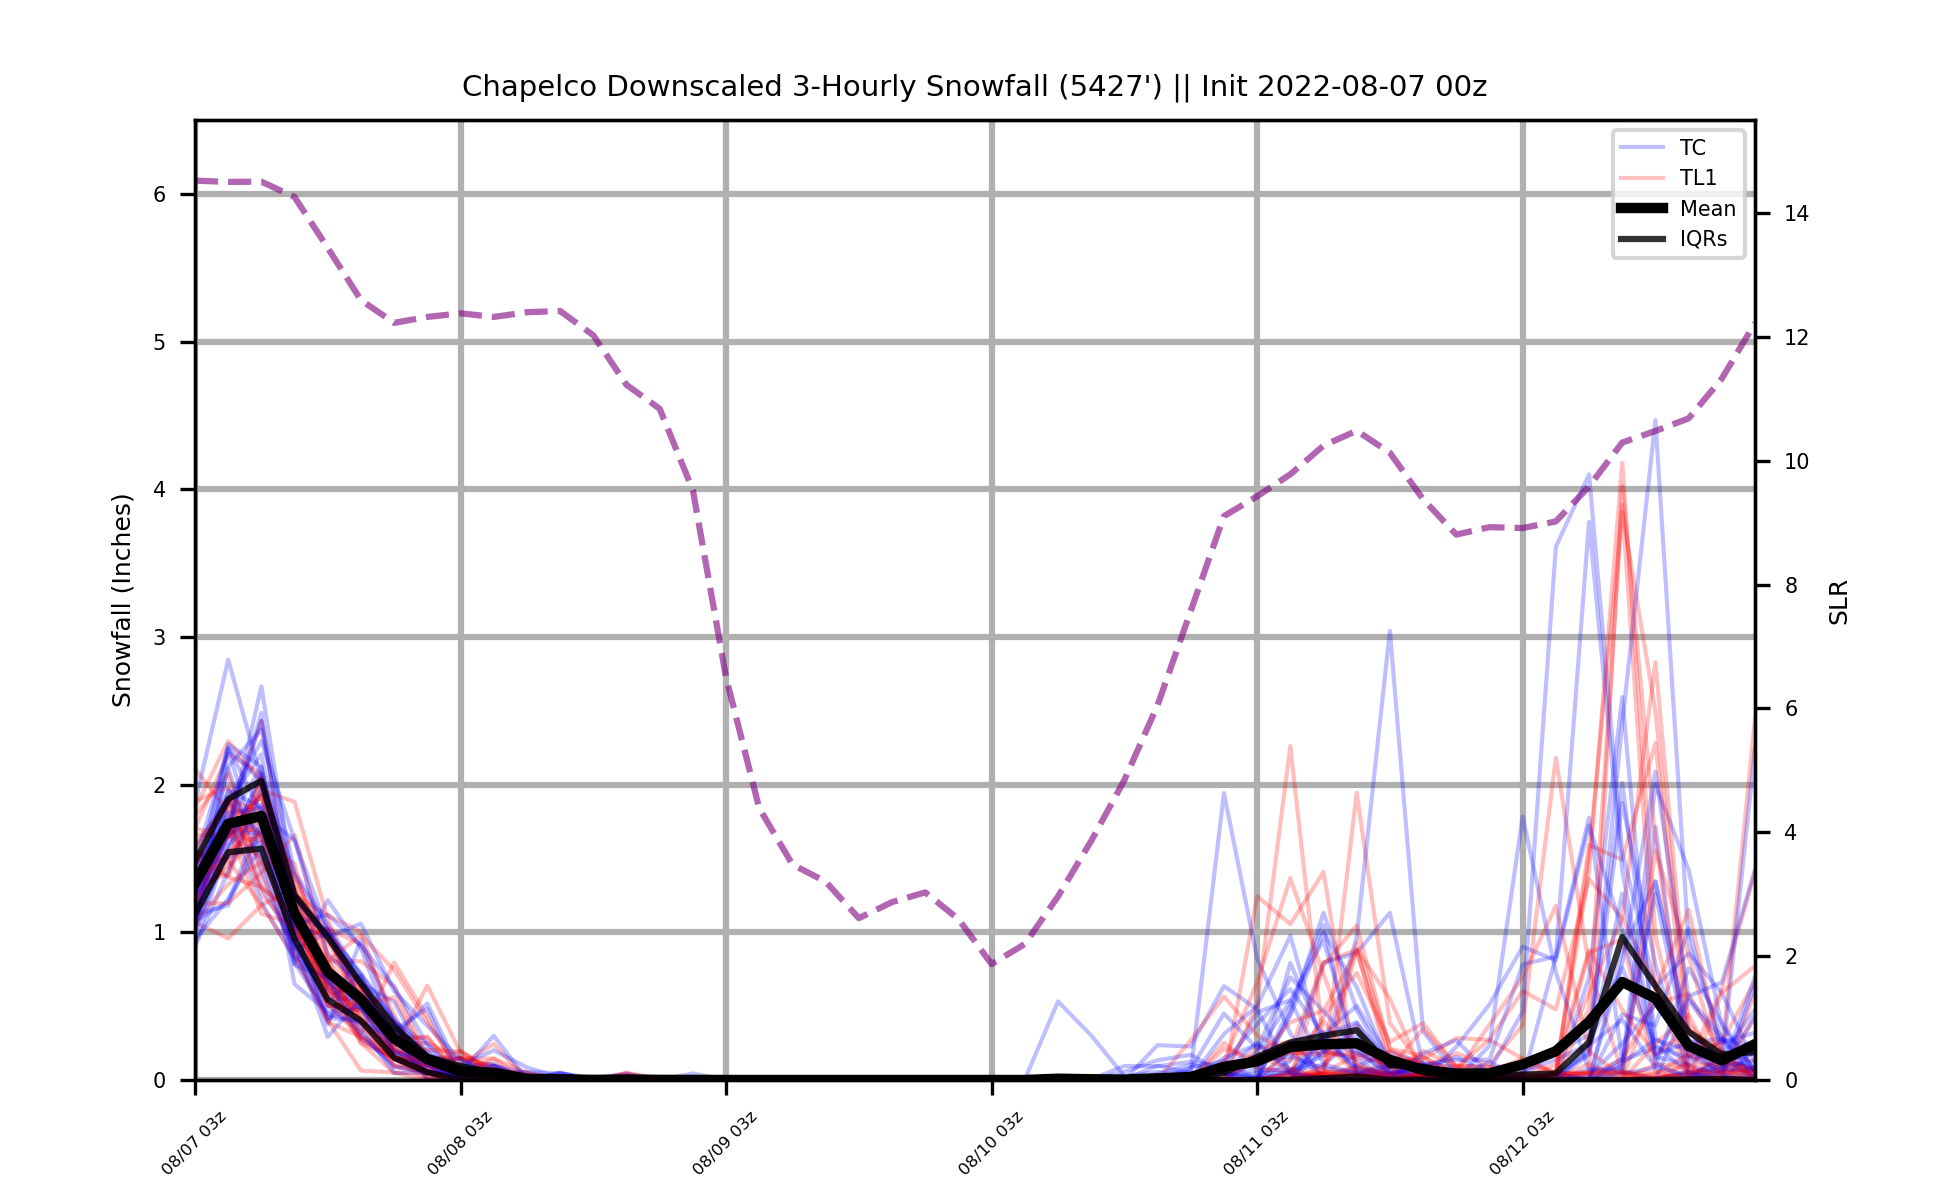 Chapelco Downscaled 3-Hourly Snowfall (5427') || Init 2022-08-07 00z
TC
TL1
Mean
IQRs
Snowfall (Inches)
6
5
4
3
2
1
0
14
12
10
8
6
4
2
0
SLR
08/07 03z
08/08 03z
08/09 03z
08/10 03z
08/11 03z
08/12 03z